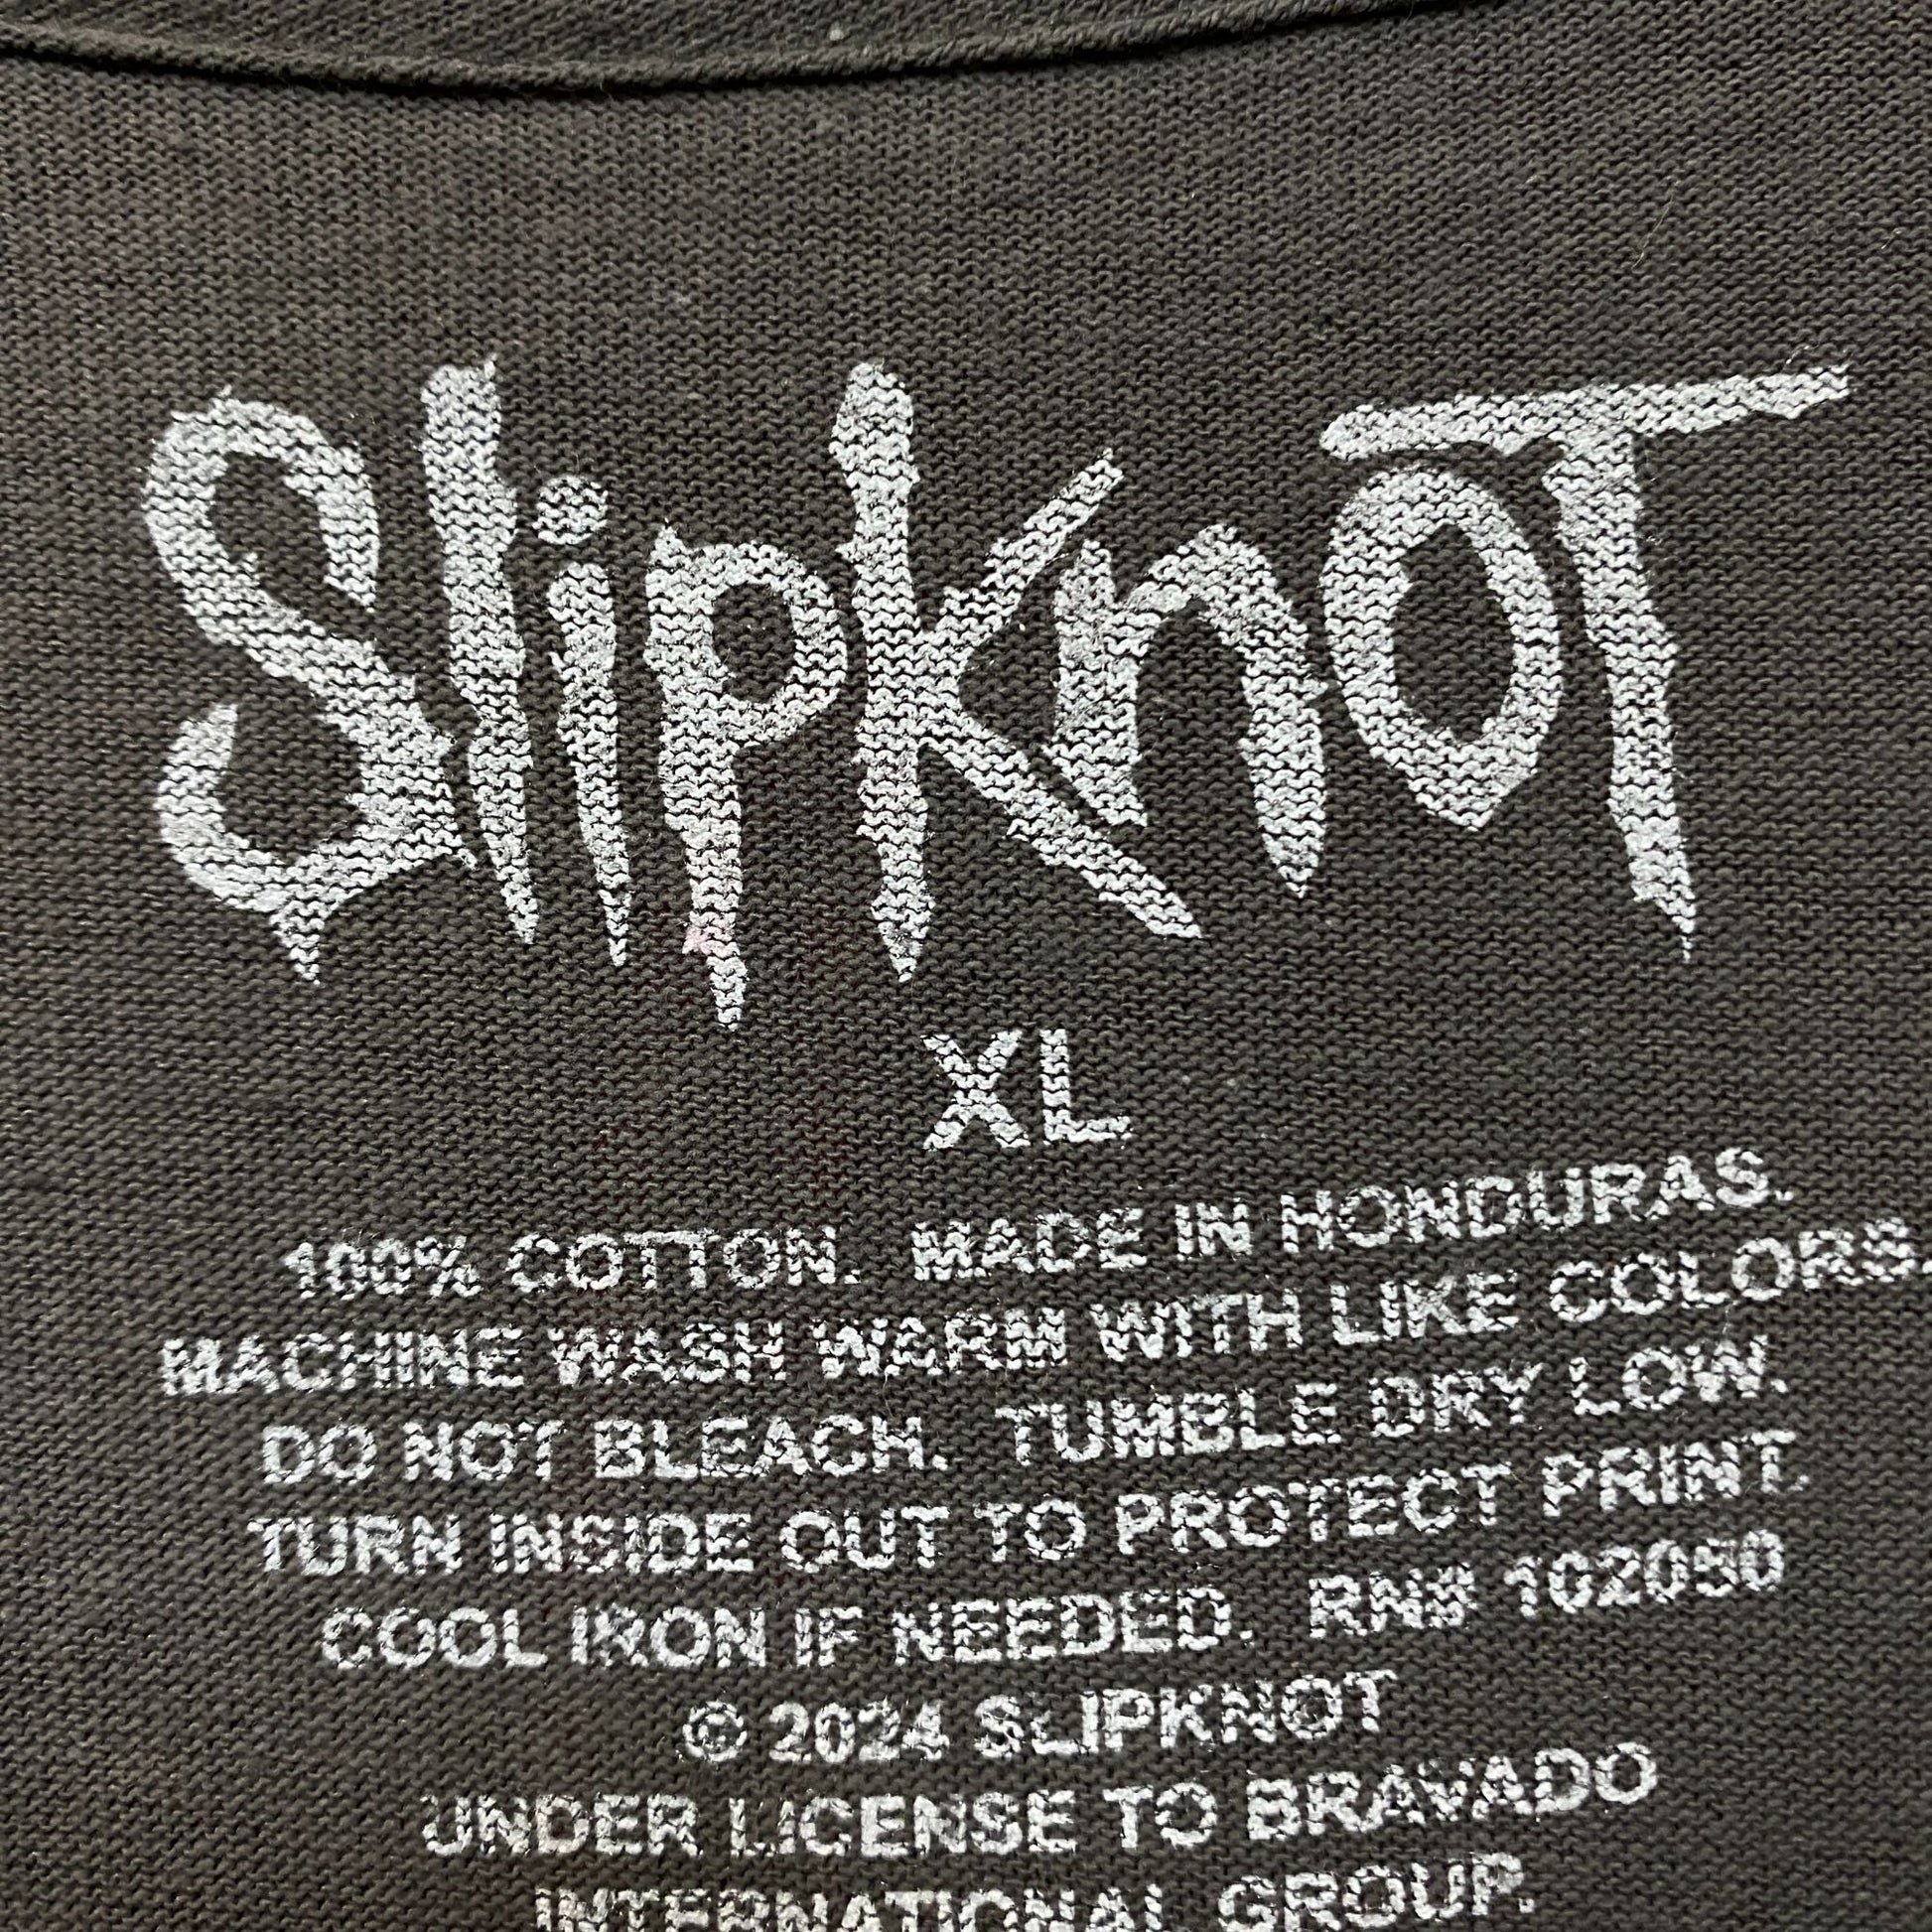 Slipknot
XL
100% COTTON. MADE IN HONDURAS.
MACHINE WASH WARM WITH LIKE COLORS.
DO NOT BLEACH. TUMBLE DRY LOW.
TURN INSIDE OUT TO PROTECT PRINT.
COOL IRON IF NEEDED. RN# 102050
© 2024 SLIPKNOT
UNDER LICENSE TO BRAVADO
INTERNATIONAL GROUP.